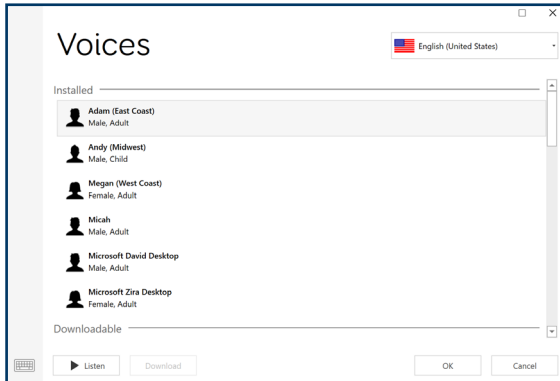 Voices
English (United States)
Installed
Adam (East Coast)
Male, Adult
Andy (Midwest)
Male, Child
Megan (West Coast)
Female, Adult
Micah
Male, Adult
Microsoft David Desktop
Male, Adult
Microsoft Zira Desktop
Female, Adult
Downloadable
Listen Download OK Cancel